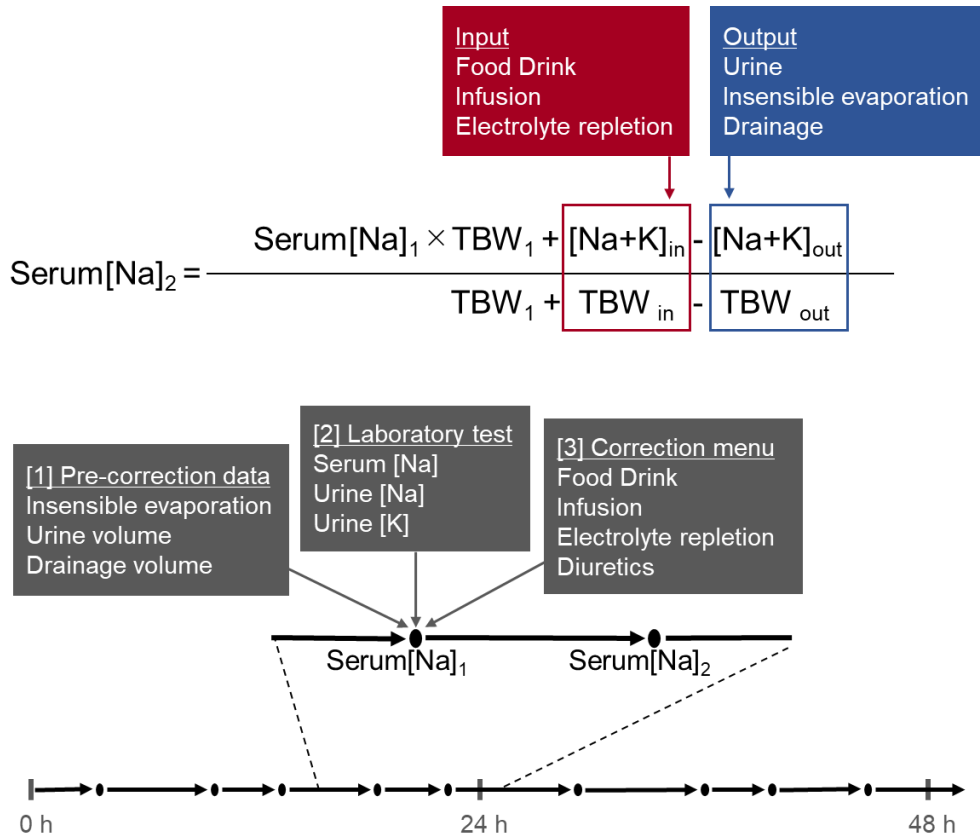 Input
Food Drink
Infusion
Electrolyte repletion
Output
Urine
Insensible evaporation
Drainage
Serum[Na]₂ = (Serum[Na]₁ × TBW₁ + [Na+K]in - [Na+K]out) / (TBW₁ + TBW in - TBW out)
[1] Pre-correction data
Insensible evaporation
Urine volume
Drainage volume
[2] Laboratory test
Serum [Na]
Urine [Na]
Urine [K]
[3] Correction menu
Food Drink
Infusion
Electrolyte repletion
Diuretics
Serum[Na]₁
Serum[Na]₂
0 h
24 h
48 h